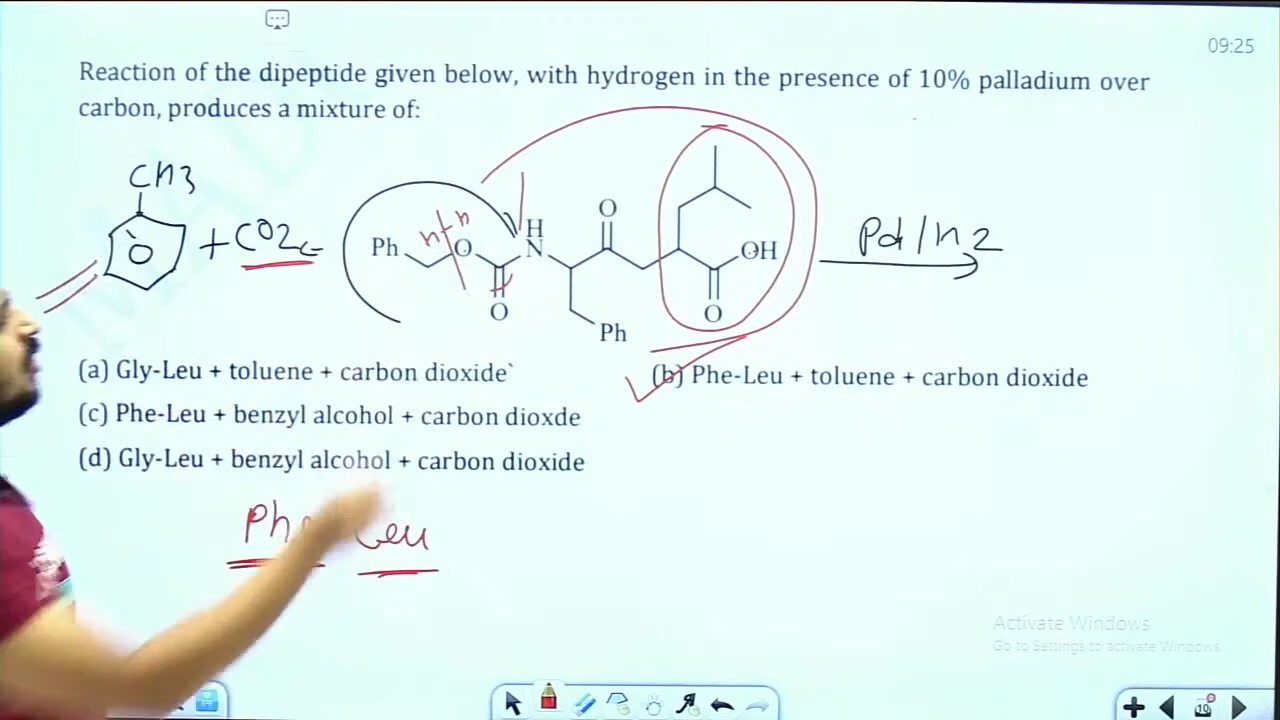 09:25
Reaction of the dipeptide given below, with hydrogen in the presence of 10% palladium over
carbon, produces a mixture of:
CH3
+ CO2
Ph
H
H
O
O
H
N
Ph
O
OH
O
Pd/H2
(a) Gly-Leu + toluene + carbon dioxide`
(b) Phe-Leu + toluene + carbon dioxide
(c) Phe-Leu + benzyl alcohol + carbon dioxde
(d) Gly-Leu + benzyl alcohol + carbon dioxide
Ph Leu
Activate Windows
Go to Settings to activate Windows.
19